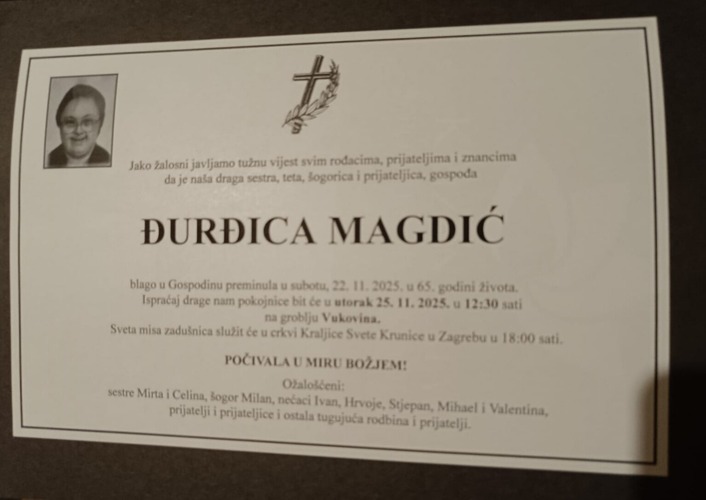 Jako žalosni javljamo tužnu vijest svim rođacima, prijateljima i znancima
da je naša draga sestra, teta, šogorica i prijateljica, gospođa
ĐURĐICA MAGDIĆ
blago u Gospodinu preminula u subotu, 22. 11. 2025. u 65. godini života.
Ispraćaj drage nam pokojnice bit će u utorak 25. 11. 2025. u 12:30 sati
na groblju Vukovina.
Sveta misa zadušnica služit će u crkvi Kraljice Svete Krunice u Zagrebu u 18:00 sati.
POČIVALA U MIRU BOŽJEM!
Ožalošćeni:
sestre Mirta i Celina, šogor Milan, nećaci Ivan, Hrvoje, Stjepan, Mihael i Valentina,
prijatelji i prijateljice i ostala tugujuća rodbina i prijatelji.